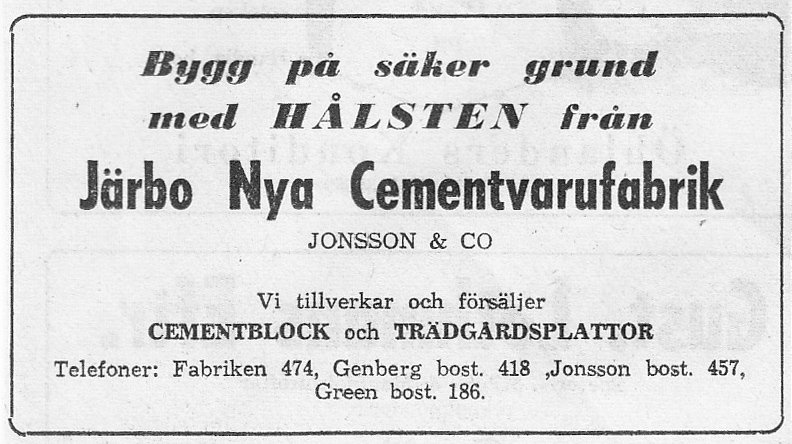 Bygg på säker grund
med HÅLSTEN från
Järbo Nya Cementvarufabrik
JONSSON & CO
Vi tillverkar och försäljer
CEMENTBLOCK och TRÄDGÅRDSPLATTOR
Telefoner: Fabriken 474, Genberg bost. 418 ,Jonsson bost. 457,
Green bost. 186.